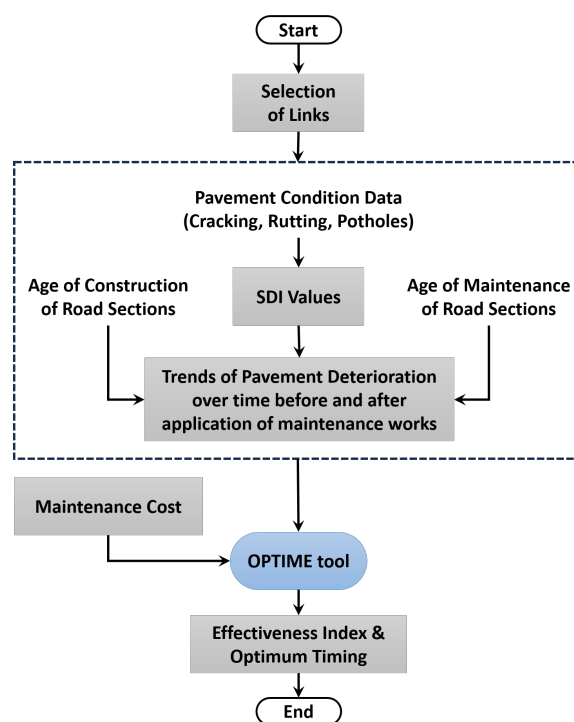 Start
Selection
of Links
Pavement Condition Data
(Cracking, Rutting, Potholes)
Age of Construction
of Road Sections
SDI Values
Age of Maintenance
of Road Sections
Trends of Pavement Deterioration
over time before and after
application of maintenance works
Maintenance Cost
OPTIME tool
Effectiveness Index &
Optimum Timing
End